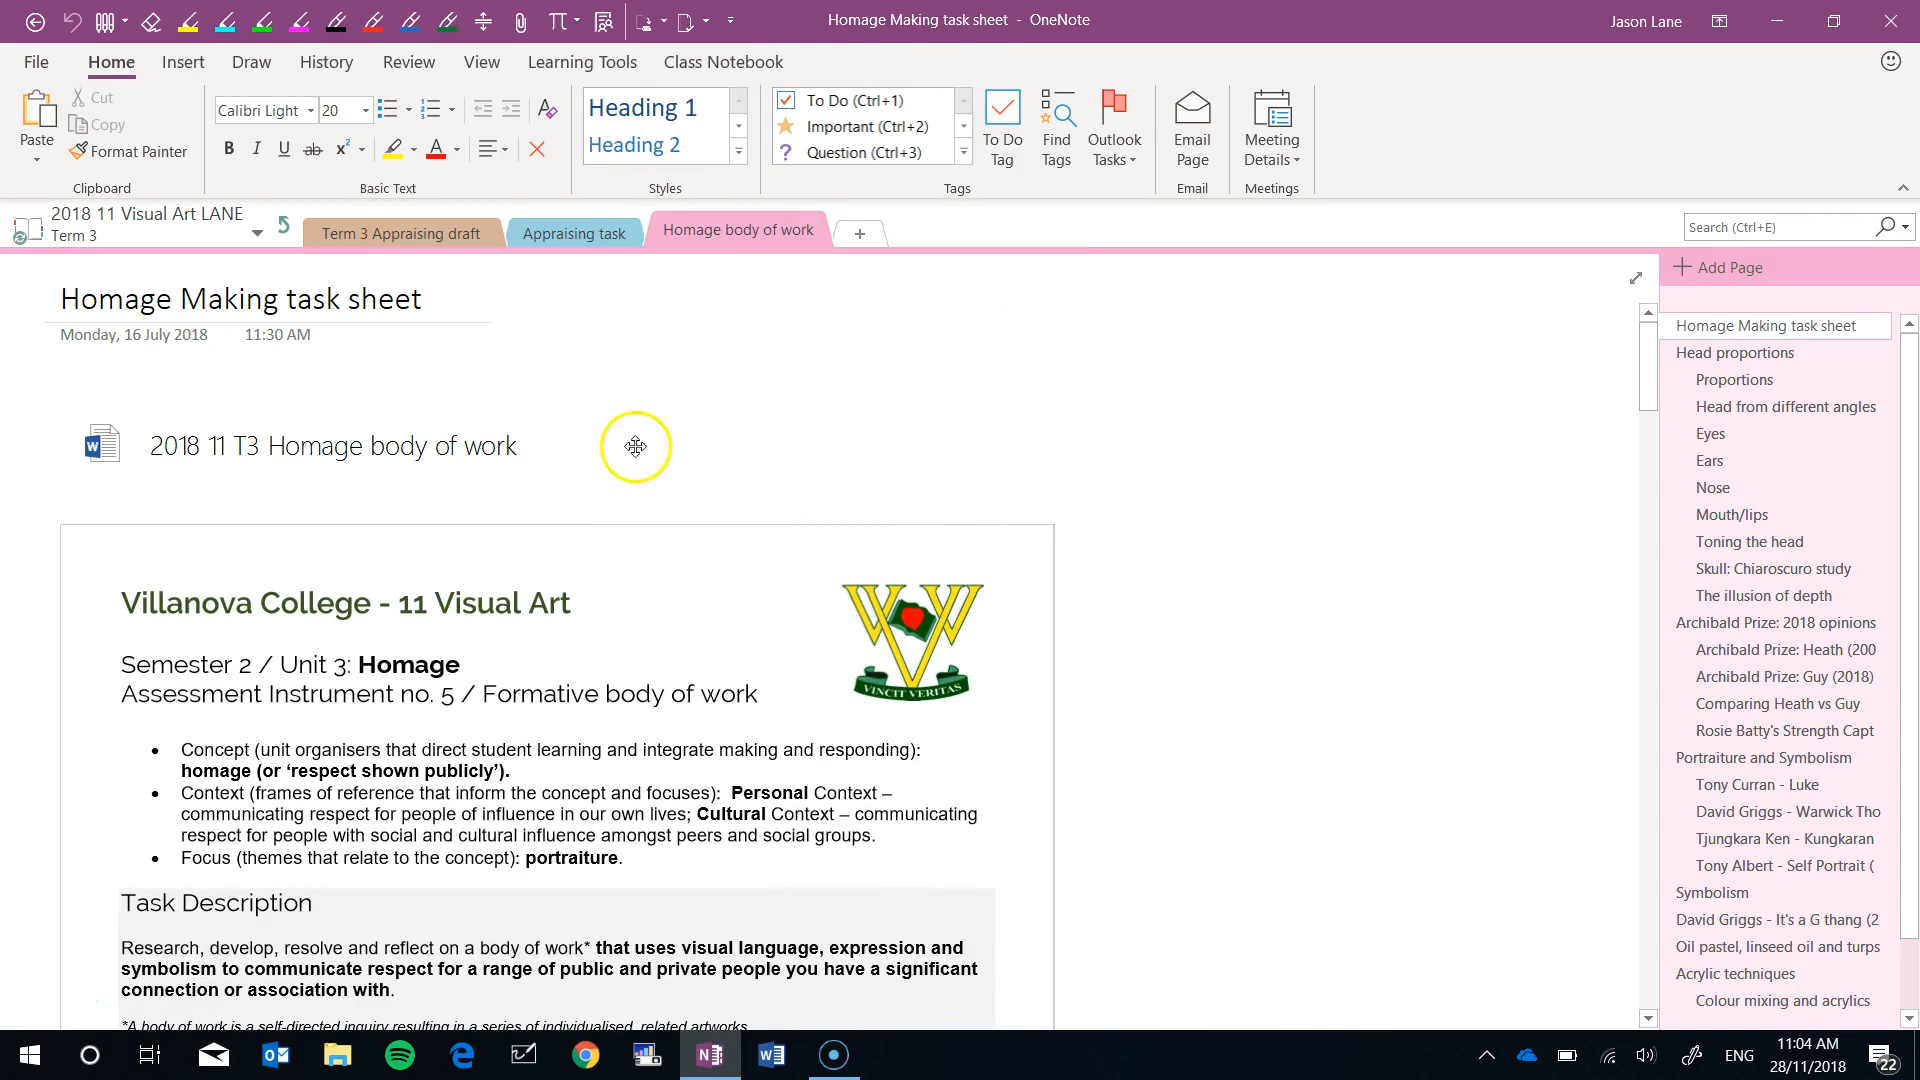 Homage Making task sheet - OneNote
Jason Lane
File Home Insert Draw History Review View Learning Tools Class Notebook
Paste
Cut
Copy
Format Painter
Clipboard
Calibri Light 20
B I U ab x² A
Basic Text
Heading 1
Heading 2
Styles
To Do (Ctrl+1)
Important (Ctrl+2)
? Question (Ctrl+3)
To Do Tag
Find Tags
Outlook Tasks
Tags
Email Page
Email
Meeting Details
Meetings
2018 11 Visual Art LANE
Term 3
Term 3 Appraising draft
Appraising task
Homage body of work
+
Search (Ctrl+E)
Homage Making task sheet
Monday, 16 July 2018 11:30 AM
2018 11 T3 Homage body of work
Villanova College - 11 Visual Art
VINCIT VERITAS
Semester 2 / Unit 3: Homage
Assessment Instrument no. 5 / Formative body of work
• Concept (unit organisers that direct student learning and integrate making and responding):
homage (or ‘respect shown publicly’).
• Context (frames of reference that inform the concept and focuses): Personal Context –
communicating respect for people of influence in our own lives; Cultural Context – communicating
respect for people with social and cultural influence amongst peers and social groups.
• Focus (themes that relate to the concept): portraiture.
Task Description
Research, develop, resolve and reflect on a body of work* that uses visual language, expression and
symbolism to communicate respect for a range of public and private people you have a significant
connection or association with.
*A body of work is a self-directed inquiry resulting in a series of individualised, related artworks
Add Page
Homage Making task sheet
Head proportions
Proportions
Head from different angles
Eyes
Ears
Nose
Mouth/lips
Toning the head
Skull: Chiaroscuro study
The illusion of depth
Archibald Prize: 2018 opinions
Archibald Prize: Heath (200
Archibald Prize: Guy (2018)
Comparing Heath vs Guy
Rosie Batty's Strength Capt
Portraiture and Symbolism
Tony Curran - Luke
David Griggs - Warwick Tho
Tjungkara Ken - Kungkaran
Tony Albert - Self Portrait (
Symbolism
David Griggs - It's a G thang (2
Oil pastel, linseed oil and turps
Acrylic techniques
Colour mixing and acrylics
ENG
11:04 AM
28/11/2018
22